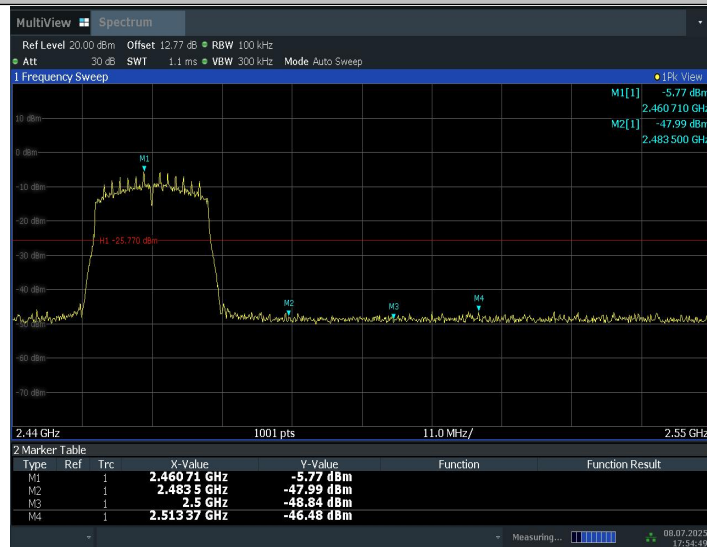 MultiView Spectrum
Ref Level 20.00 dBm Offset 12.77 dB RBW 100 kHz
Att 30 dB SWT 1.1 ms VBW 300 kHz Mode Auto Sweep
1 Frequency Sweep 1Pk View
M1[1] -5.77 dBm
2.460 710 GHz
M2[1] -47.99 dBm
2.483 500 GHz
10 dBm
0 dBm
M1
-10 dBm
-20 dBm
H1 -25.770 dBm
-30 dBm
-40 dBm
M2 M3 M4
-50 dBm
-60 dBm
-70 dBm
2.44 GHz 1001 pts 11.0 MHz/ 2.55 GHz
2 Marker Table
Type Ref Trc X-Value Y-Value Function Function Result
M1 1 2.460 71 GHz -5.77 dBm
M2 1 2.483 5 GHz -47.99 dBm
M3 1 2.5 GHz -48.84 dBm
M4 1 2.513 37 GHz -46.48 dBm
Measuring... 08.07.2025
17:54:49